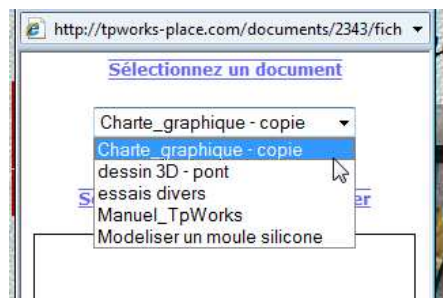 http://tpworks-place.com/documents/2343/fich
Sélectionnez un document
Charte_graphique - copie
Charte_graphique - copie
dessin 3D - pont
essais divers
Manuel_TpWorks
Modeliser un moule silicone